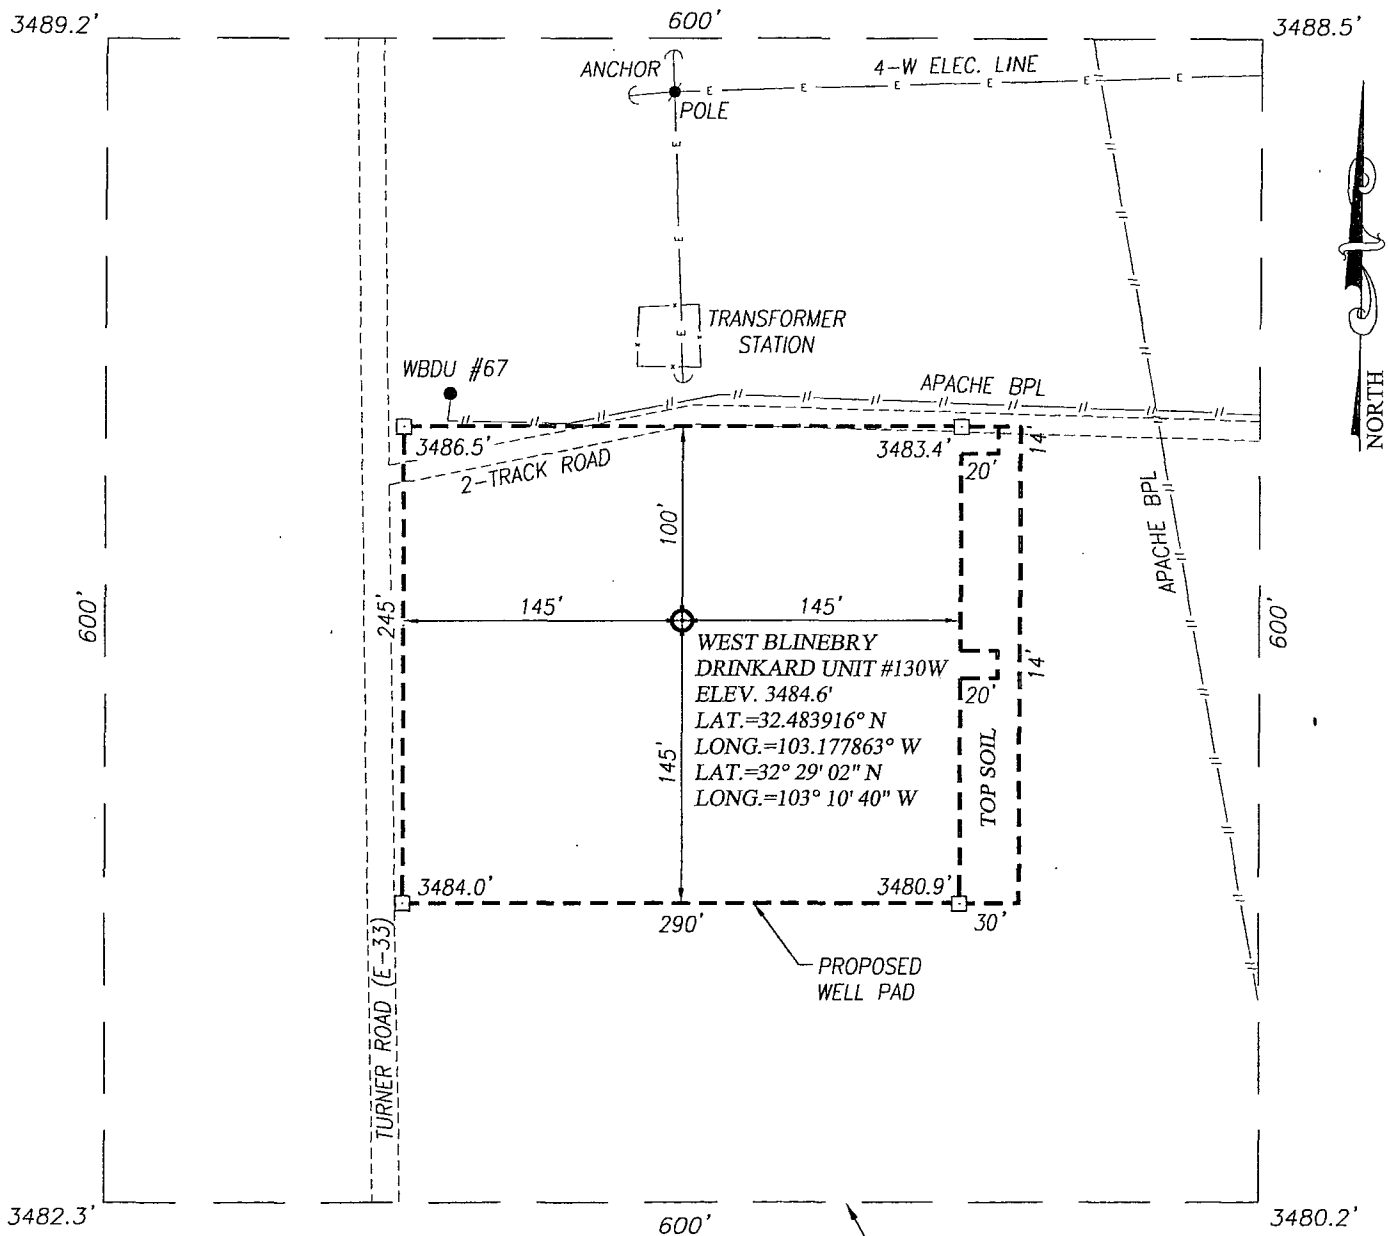 3489.2'
600'
3488.5'
ANCHOR
4-W ELEC. LINE
E E E E E
POLE
E
E
TRANSFORMER
STATION
E
NORTH
WBDU #67
APACHE BPL
3486.5'
3483.4'
14'
20'
2-TRACK ROAD
100'
APACHE BPL
600'
245'
145'
145'
600'
WEST BLINEBRY
DRINKARD UNIT #130W
ELEV. 3484.6'
LAT.=32.483916° N
LONG.=103.177863° W
LAT.=32° 29' 02" N
LONG.=103° 10' 40" W
14'
20'
145'
TOP SOIL
3484.0'
3480.9'
290'
30'
PROPOSED
WELL PAD
TURNER ROAD (E-33)
3482.3'
600'
3480.2'